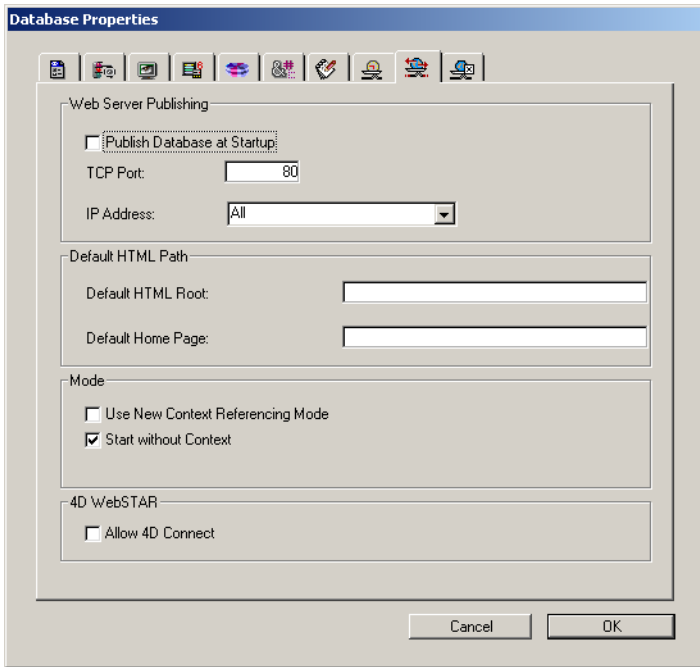 Database Properties
Web Server Publishing
Publish Database at Startup
TCP Port: 80
IP Address: All
Default HTML Path
Default HTML Root:
Default Home Page:
Mode
Use New Context Referencing Mode
Start without Context
4D WebSTAR
Allow 4D Connect
Cancel OK